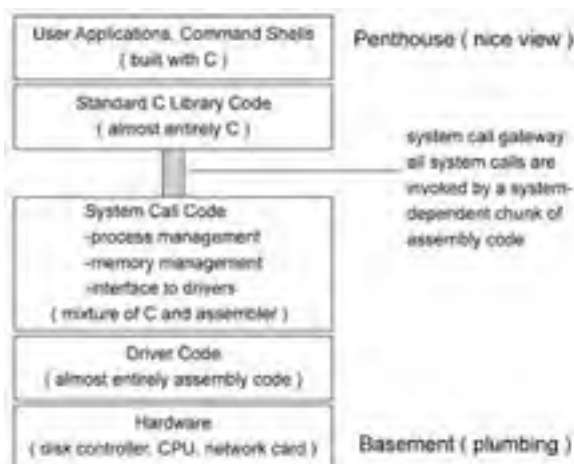 User Applications, Command Shells
( built with C )
Penthouse ( nice view )
Standard C Library Code
( almost entirely C )
system call gateway
all system calls are
invoked by a system-
dependent chunk of
assembly code
System Call Code
-process management
-memory management
-interface to drivers
( mixture of C and assembler )
Driver Code
( almost entirely assembly code )
Hardware
( disk controller, CPU, network card )
Basement ( plumbing )